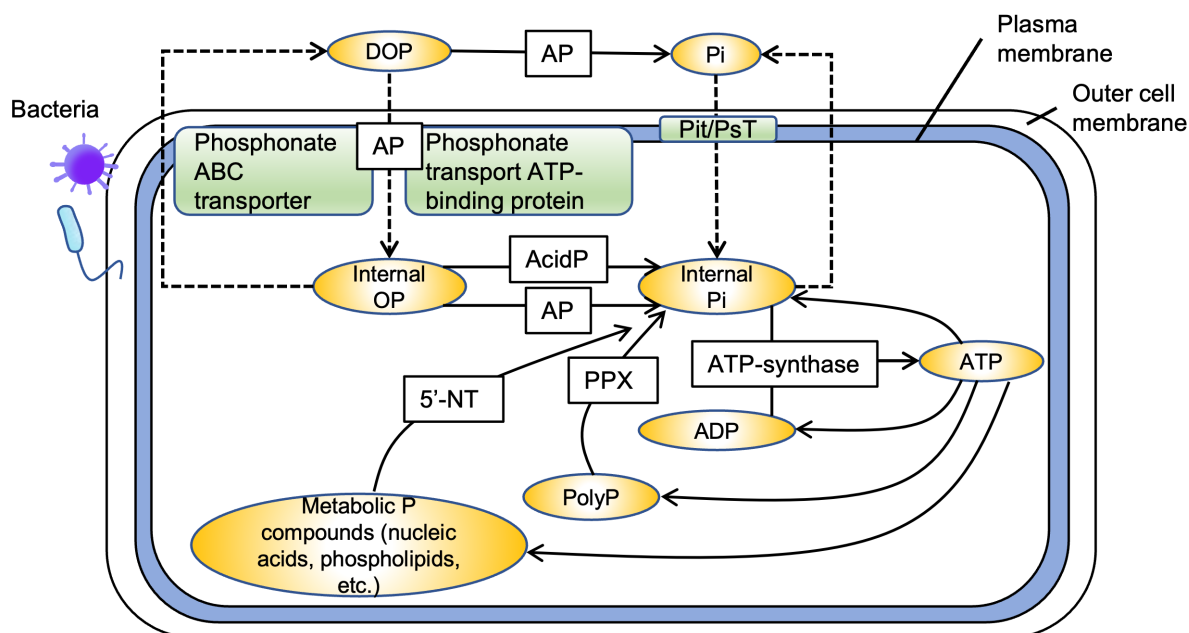 Plasma
membrane
DOP
AP
Pi
Outer cell
membrane
Bacteria
Pit/PsT
Phosphonate
ABC
transporter
AP
Phosphonate
transport ATP-
binding protein
Internal
OP
AcidP
AP
Internal
Pi
ATP-synthase
ATP
5’-NT
PPX
ADP
PolyP
Metabolic P
compounds (nucleic
acids, phospholipids,
etc.)